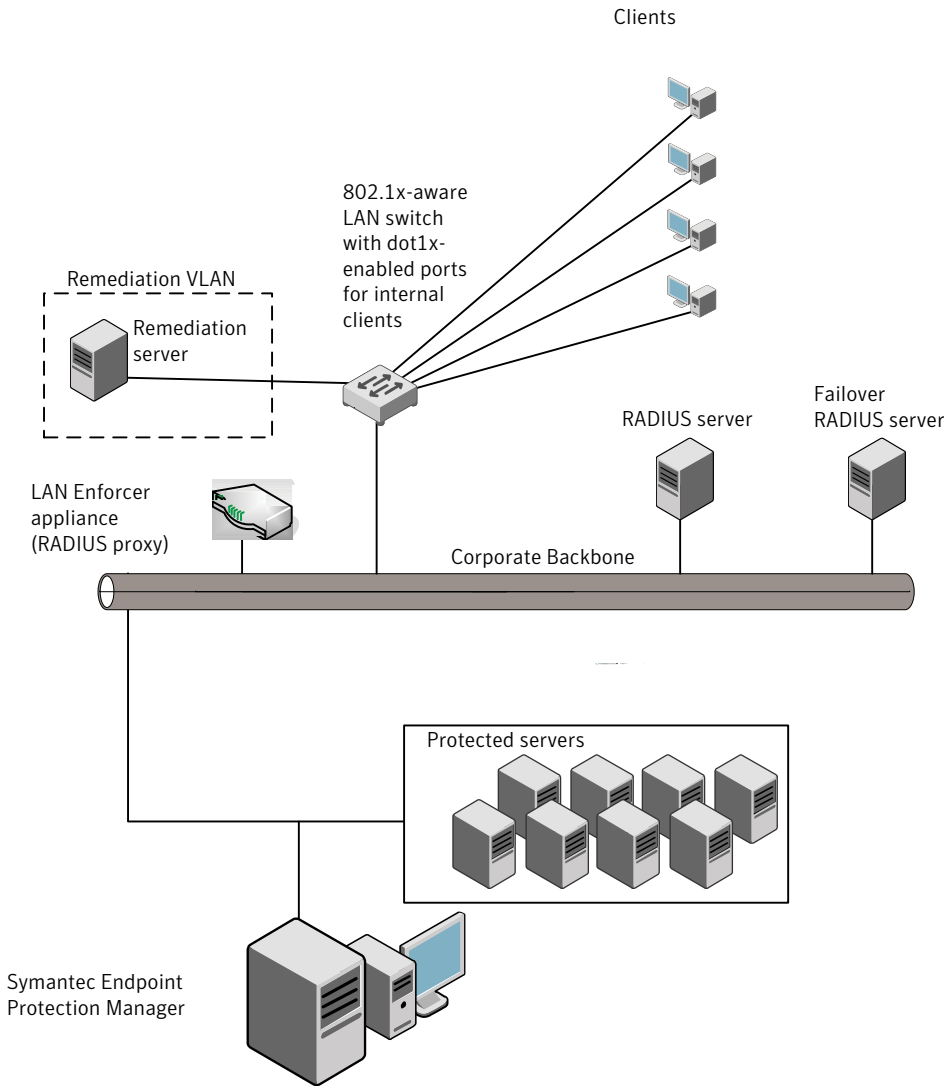 Clients
802.1x-aware
LAN switch
with dot1x-
enabled ports
for internal
clients
Remediation VLAN
Remediation
server
RADIUS server
Failover
RADIUS server
LAN Enforcer
appliance
(RADIUS proxy)
Corporate Backbone
Protected servers
Symantec Endpoint
Protection Manager